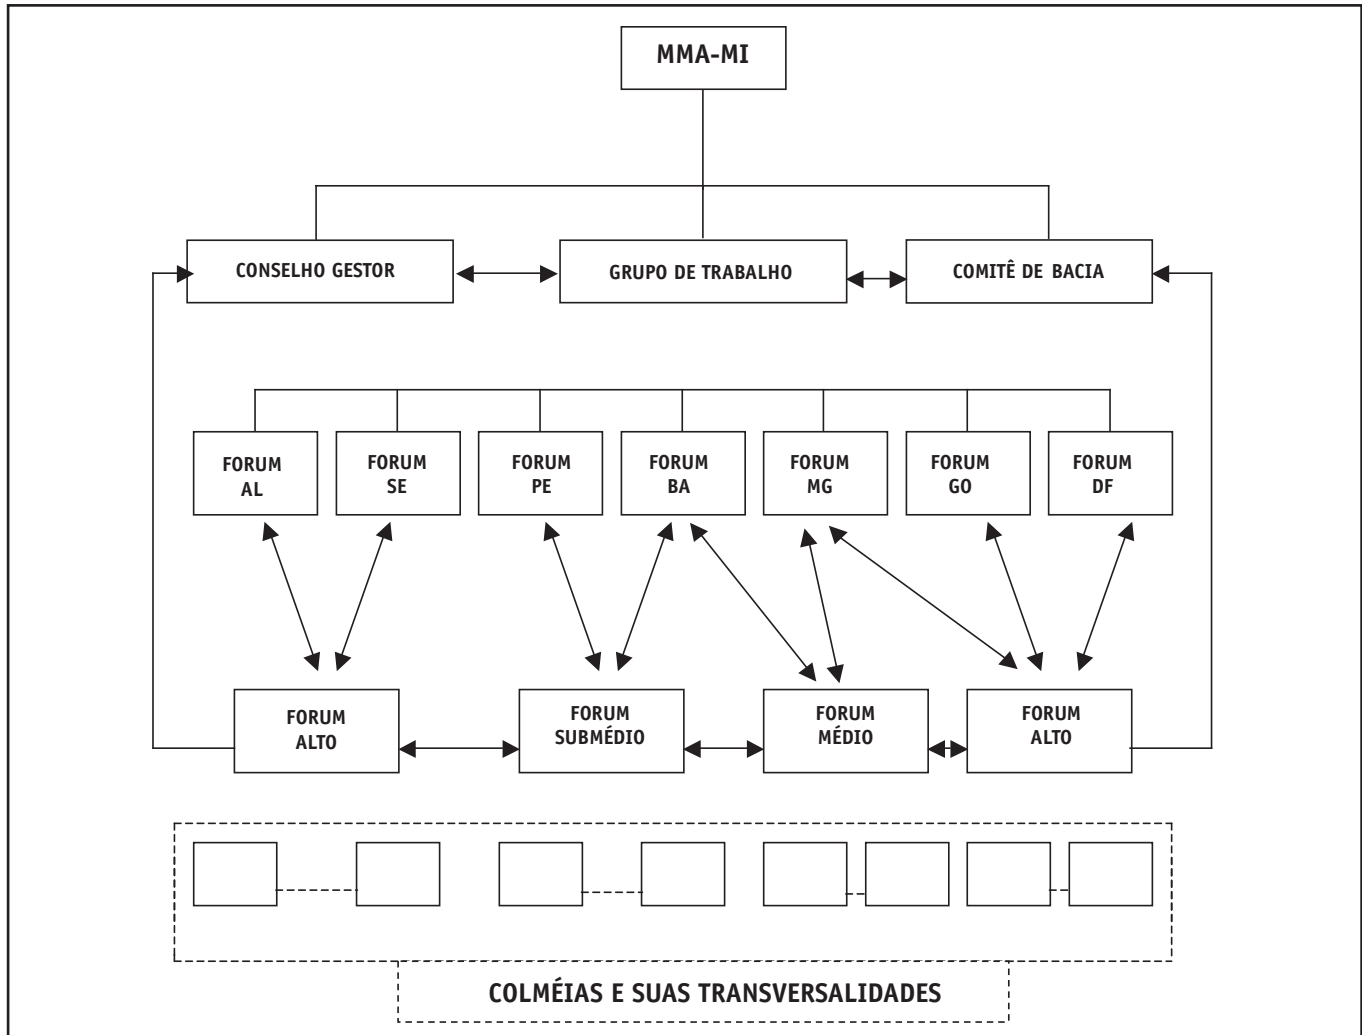 MMA-MI
CONSELHO GESTOR
GRUPO DE TRABALHO
COMITÊ DE BACIA
FORUM
AL
FORUM
SE
FORUM
PE
FORUM
BA
FORUM
MG
FORUM
GO
FORUM
DF
FORUM
ALTO
FORUM
SUBMÉDIO
FORUM
MÉDIO
FORUM
ALTO
COLMÉIAS E SUAS TRANSVERSALIDADES